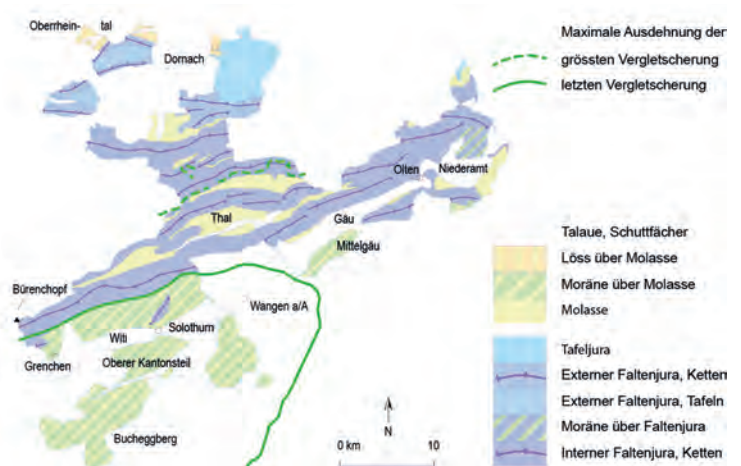 Oberrhein- tal
Dornach
Olten Niederamt
Thal
Gäu
Mittelgäu
Bürenchopf
Wangen a/A
Solothurn
Witi
Grenchen
Oberer Kantonsteil
Bucheggberg
N
0 km 10
Maximale Ausdehnung der
grössten Vergletscherung
letzten Vergletscherung
Talaue, Schuttfächer
Löss über Molasse
Moräne über Molasse
Molasse
Tafeljura
Externer Faltenjura, Ketten
Externer Faltenjura, Tafeln
Moräne über Faltenjura
Interner Faltenjura, Ketten